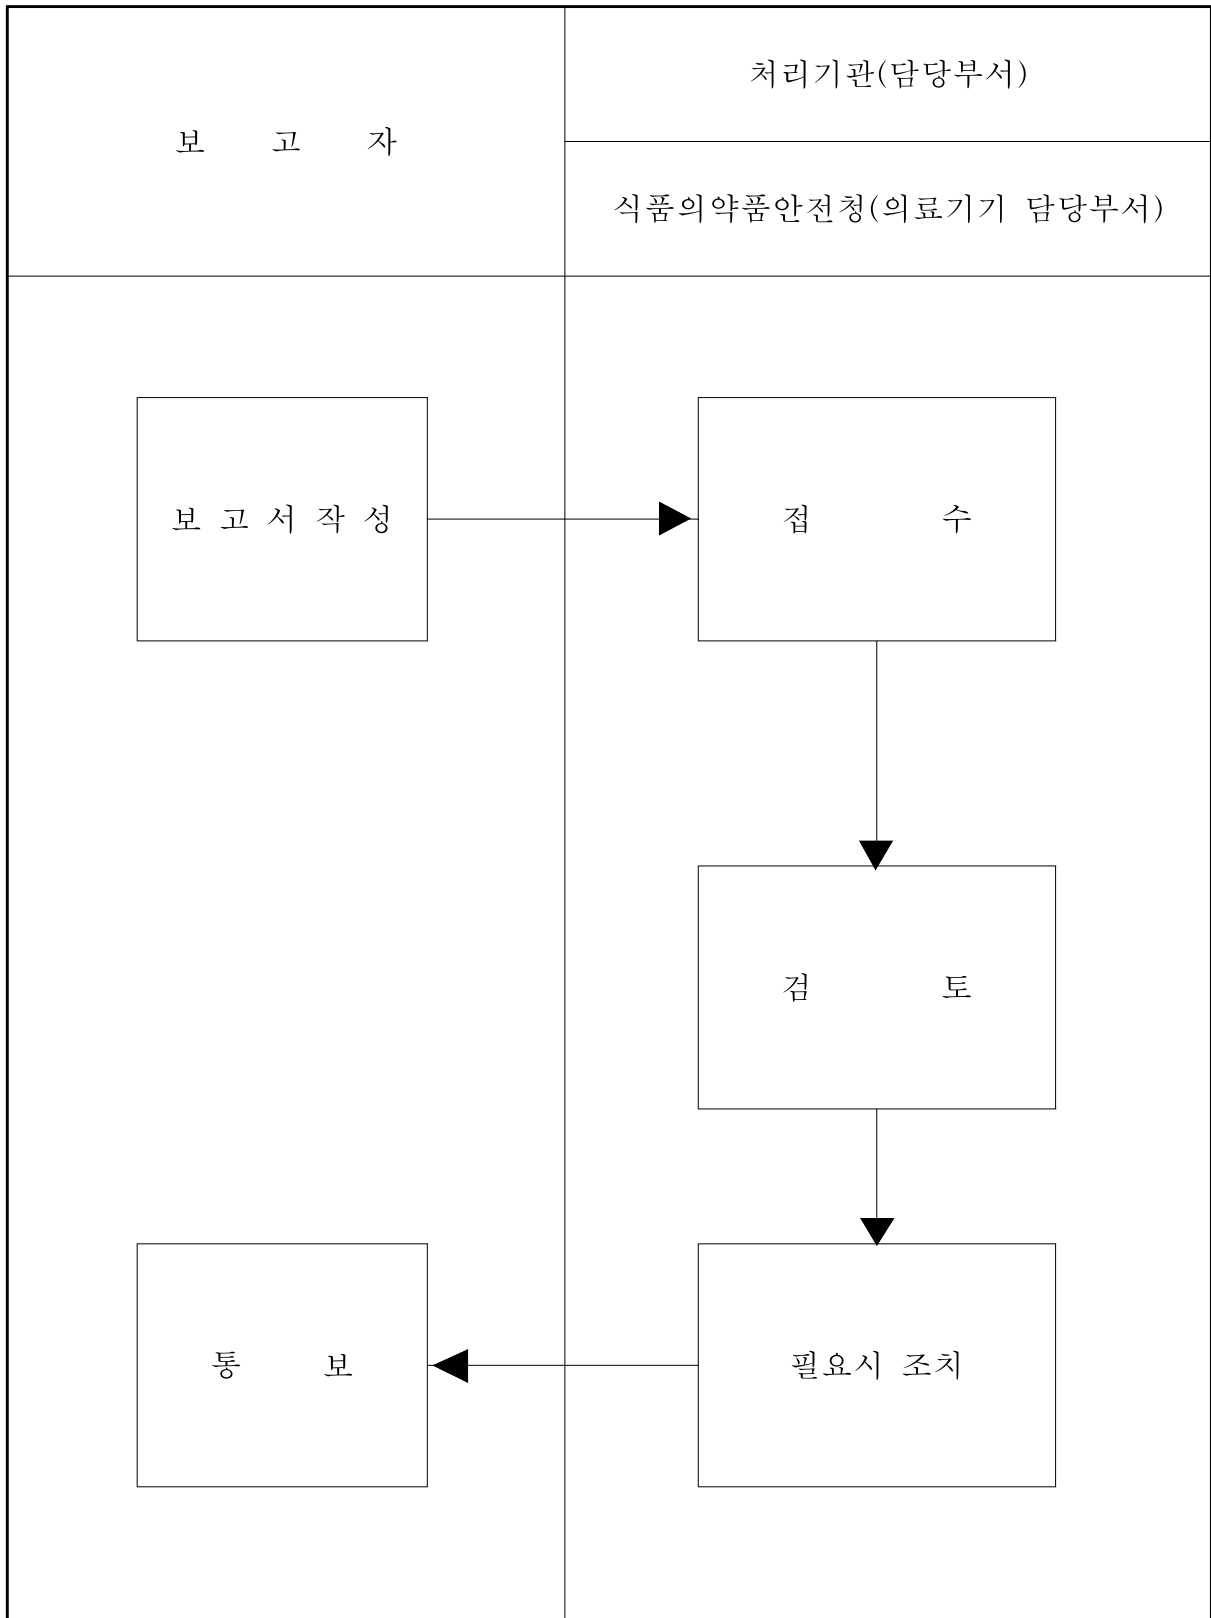 처리기관(담당부서)
보 고 자
식품의약품안전청(의료기기 담당부서)
보 고 서 작 성
접 수
검 토
통 보
필요시 조치